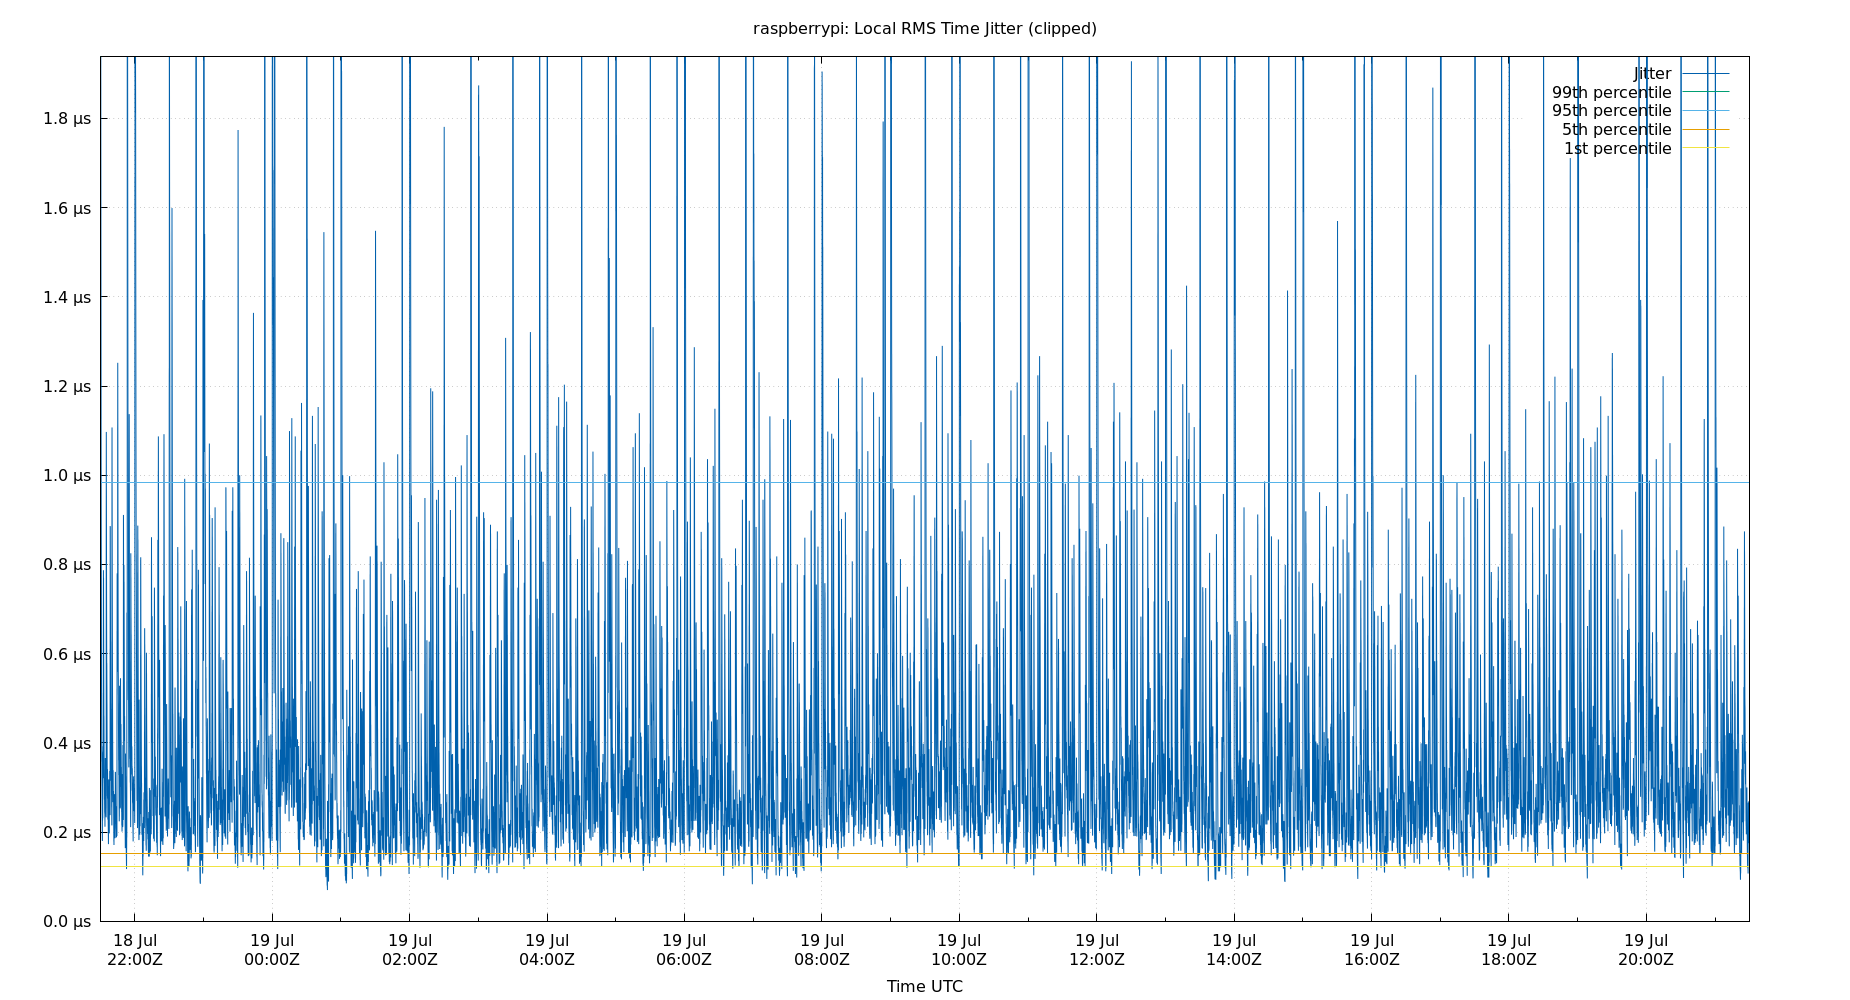 raspberrypi: Local RMS Time Jitter (clipped)
Jitter
99th percentile
95th percentile
5th percentile
1st percentile
1.8 µs
1.6 µs
1.4 µs
1.2 µs
1.0 µs
0.8 µs
0.6 µs
0.4 µs
0.2 µs
0.0 µs
18 Jul 19 Jul 19 Jul 19 Jul 19 Jul 19 Jul 19 Jul 19 Jul 19 Jul 19 Jul 19 Jul 19 Jul
22:00Z 00:00Z 02:00Z 04:00Z 06:00Z 08:00Z 10:00Z 12:00Z 14:00Z 16:00Z 18:00Z 20:00Z
Time UTC